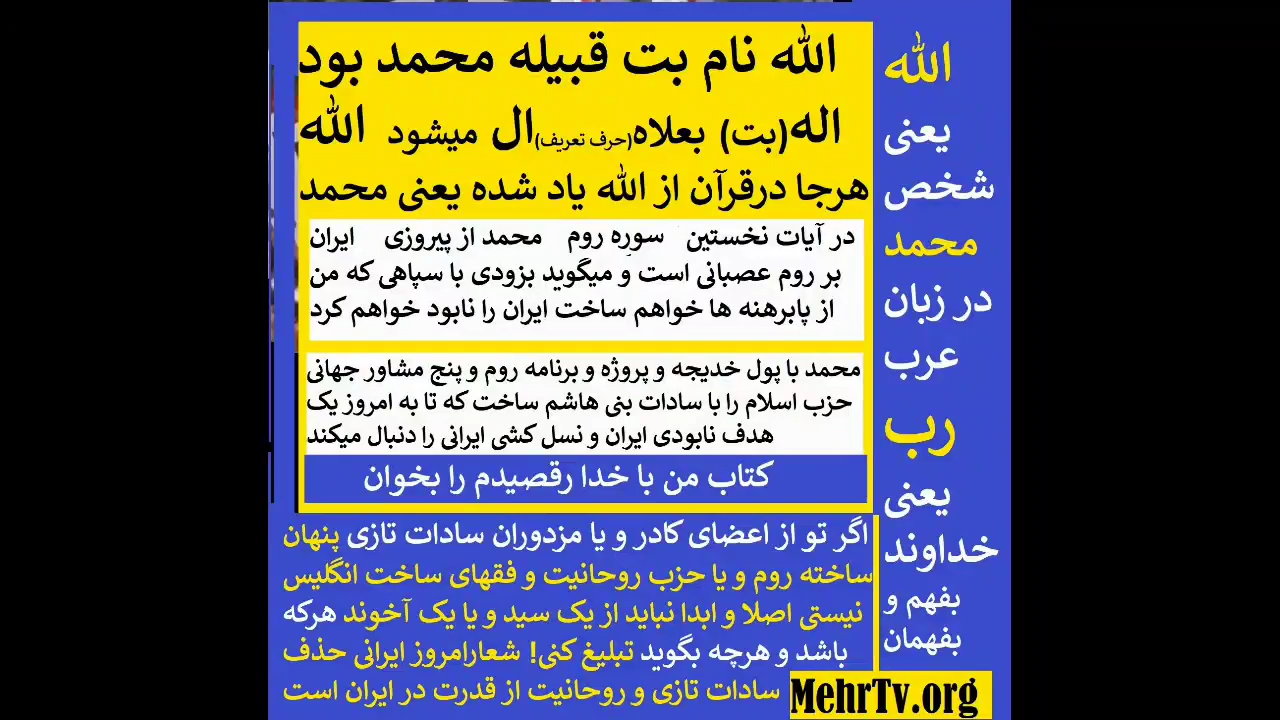 الله نام بت قبیله محمد بود
اله(بت) بعلاه(حرف تعریف)ال میشود الله
هرجا درقرآن از الله یاد شده یعنی محمد
در آیات نخستین سوره روم محمد از پیروزی ایران
بر روم عصبانی است و میگوید بزودی با سپاهی که من
از پابرهنه ها خواهم ساخت ایران را نابود خواهم کرد
محمد با پول خدیجه و پروژه و برنامه روم و پنج مشاور جهانی
حزب اسلام را با سادات بنی هاشم ساخت که تا به امروز یک
هدف نابودی ایران و نسل کشی ایرانی را دنبال میکند
کتاب من با خدا رقصیدم را بخوان
الله
یعنی
شخص
محمد
در زبان
عرب
رب
یعنی
خداوند
بفهم و
بفهمان
اگر تو از اعضای کادر و یا مزدوران سادات تازی پنهان
ساخته روم و یا حزب روحانیت و فقهای ساخت انگلیس
نیستی اصلا و ابدا نباید از یک سید و یا یک آخوند هرکه
باشد و هرچه بگوید تبلیغ کنی! شعارامروز ایرانی حذف
سادات تازی و روحانیت از قدرت در ایران است
MehrTv.org